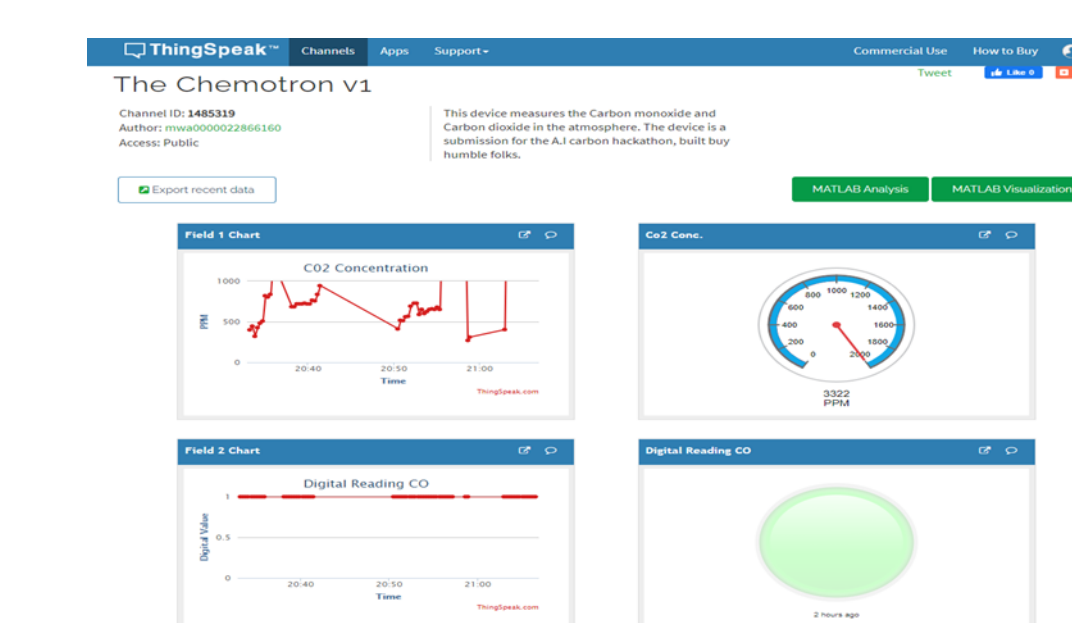 ThingSpeak™ Channels Apps Support Commercial Use How to Buy
Tweet Like 0
The Chemotron v1
Channel ID: 1485319
Author: mwa0000022866160
Access: Public
This device measures the Carbon monoxide and
Carbon dioxide in the atmosphere. The device is a
submission for the A.I carbon hackathon, built buy
humble folks.
Export recent data MATLAB Analysis MATLAB Visualization
Field 1 Chart
C02 Concentration
PPM
1000
500
0
20:40 20:50 21:00
Time
ThingSpeak.com
Co2 Conc.
0 200 400 600 800 1000 1200 1400 1600 1800 2000
3322
PPM
Field 2 Chart
Digital Reading CO
Digital Value
1
0.5
0
20:40 20:50 21:00
Time
ThingSpeak.com
Digital Reading CO
2 hours ago